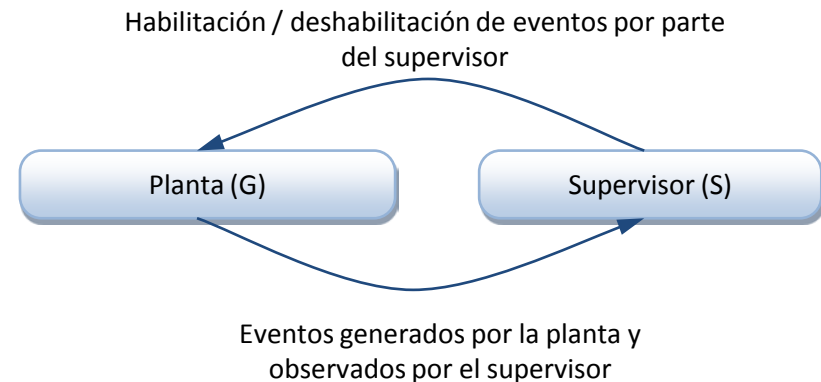 Habilitación / deshabilitación de eventos por parte
del supervisor
Planta (G)
Supervisor (S)
Eventos generados por la planta y
observados por el supervisor